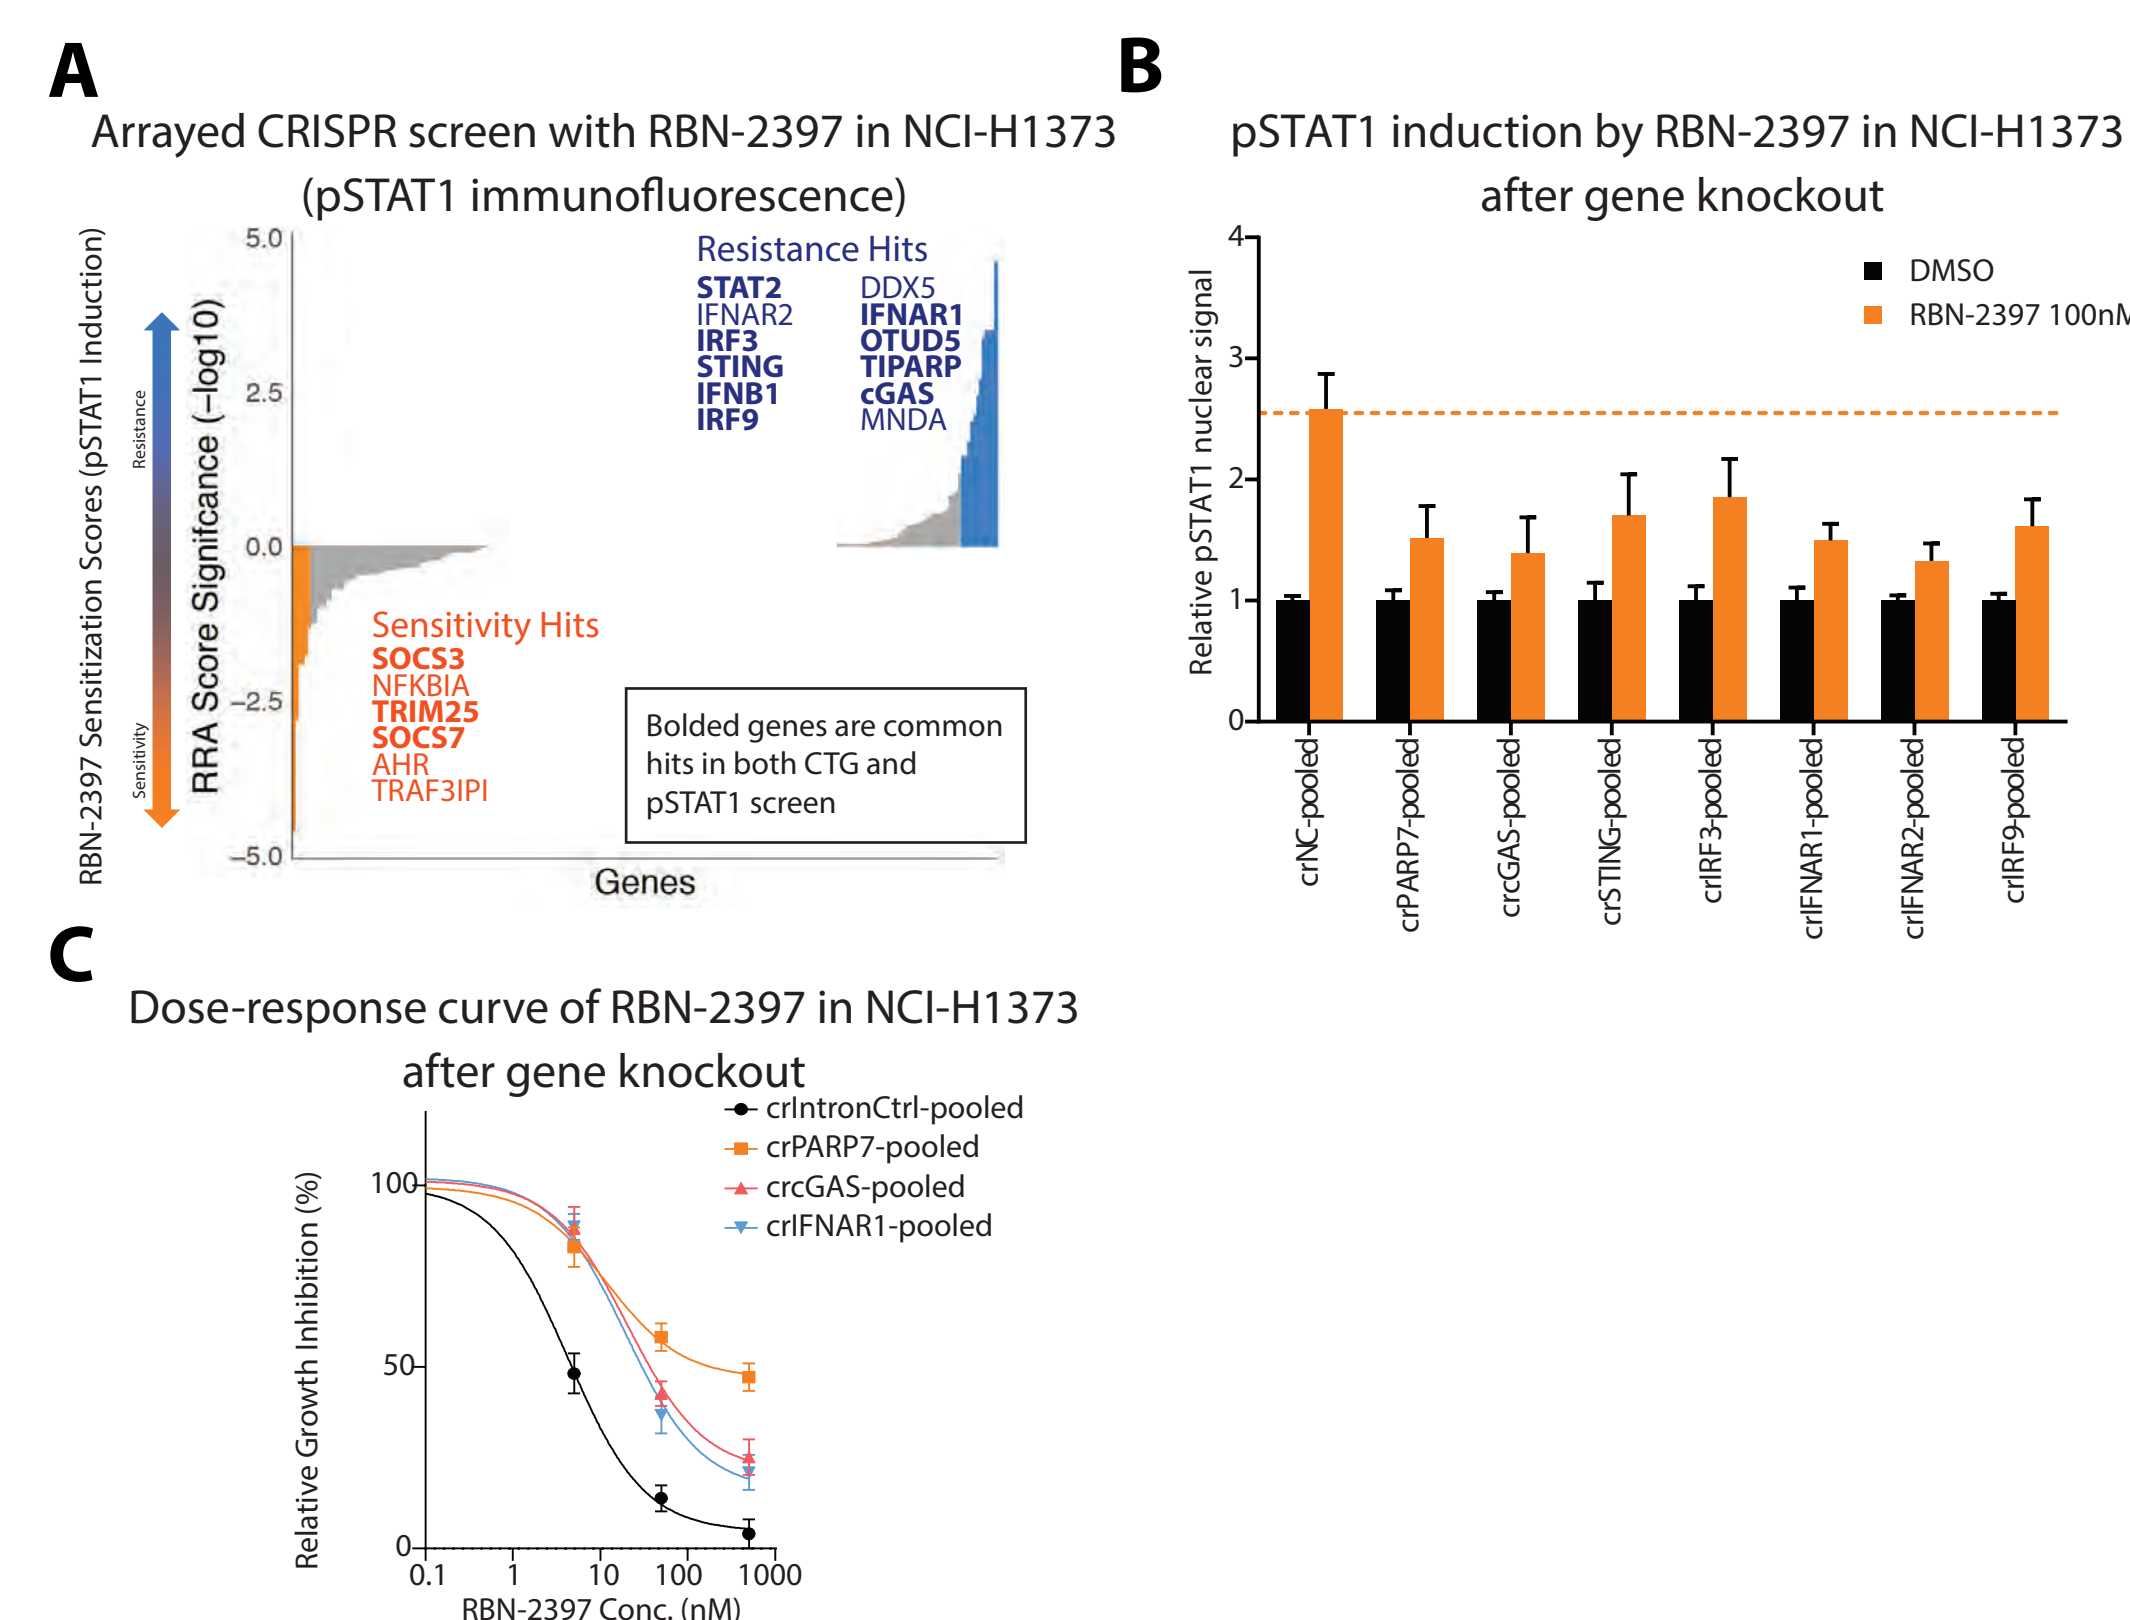 A
Arrayed CRISPR screen with RBN-2397 in NCI-H1373
(pSTAT1 immunofluorescence)
RBN-2397 Sensitization Scores (pSTAT1 Induction)
Resistance
Sensitivity
RRA Score Signifcance (−log10)
5.0
2.5
0.0
−2.5
−5.0
Genes
Resistance Hits
STAT2
IFNAR2
IRF3
STING
IFNB1
IRF9
DDX5
IFNAR1
OTUD5
TIPARP
cGAS
MNDA
Sensitivity Hits
SOCS3
NFKBIA
TRIM25
SOCS7
AHR
TRAF3IPI
Bolded genes are common
hits in both CTG and
pSTAT1 screen
B
pSTAT1 induction by RBN-2397 in NCI-H1373
after gene knockout
Relative pSTAT1 nuclear signal
4
3
2
1
0
DMSO
RBN-2397 100nM
crNC-pooled
crPARP7-pooled
crcGAS-pooled
crSTING-pooled
crIRF3-pooled
crIFNAR1-pooled
crIFNAR2-pooled
crIRF9-pooled
C
Dose-response curve of RBN-2397 in NCI-H1373
after gene knockout
crIntronCtrl-pooled
crPARP7-pooled
crcGAS-pooled
crIFNAR1-pooled
Relative Growth Inhibition (%)
100
50
0
0.1 1 10 100 1000
RBN-2397 Conc. (nM)